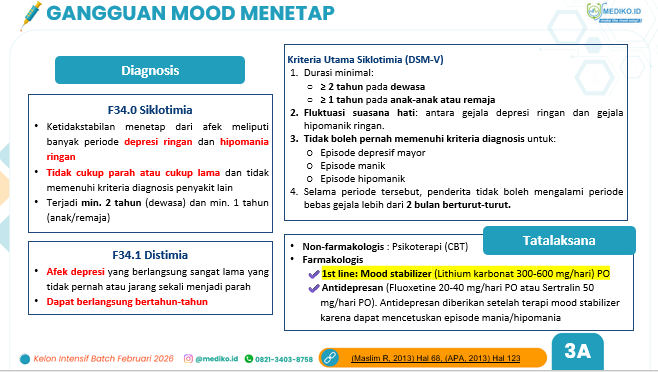 GANGGUAN MOOD MENETAP
MEDIKO.ID
Diagnosis
F34.0 Siklotimia
• Ketidakstabilan menetap dari afek meliputi
banyak periode depresi ringan dan hipomania
ringan
• Tidak cukup parah atau cukup lama dan tidak
memenuhi kriteria diagnosis penyakit lain
• Terjadi min. 2 tahun (dewasa) dan min. 1 tahun
(anak/remaja)
F34.1 Distimia
• Afek depresi yang berlangsung sangat lama yang
tidak pernah atau jarang sekali menjadi parah
• Dapat berlangsung bertahun-tahun
Kriteria Utama Siklotimia (DSM-V)
1. Durasi minimal:
○ ≥ 2 tahun pada dewasa
○ ≥ 1 tahun pada anak-anak atau remaja
2. Fluktuasi suasana hati: antara gejala depresi ringan dan gejala
hipomanik ringan.
3. Tidak boleh pernah memenuhi kriteria diagnosis untuk:
○ Episode depresif mayor
○ Episode manik
○ Episode hipomanik
4. Selama periode tersebut, penderita tidak boleh mengalami periode
bebas gejala lebih dari 2 bulan berturut-turut.
Tatalaksana
• Non-farmakologis : Psikoterapi (CBT)
• Farmakologis
✔ 1st line: Mood stabilizer (Lithium karbonat 300-600 mg/hari) PO
✔ Antidepresan (Fluoxetine 20-40 mg/hari PO atau Sertralin 50
mg/hari PO). Antidepresan diberikan setelah terapi mood stabilizer
karena dapat mencetuskan episode mania/hipomania
Kelon Intensif Batch Februari 2026
@mediko.id
0821-3403-8758
(Maslim R, 2013) Hal 68, (APA, 2013) Hal 123
3A